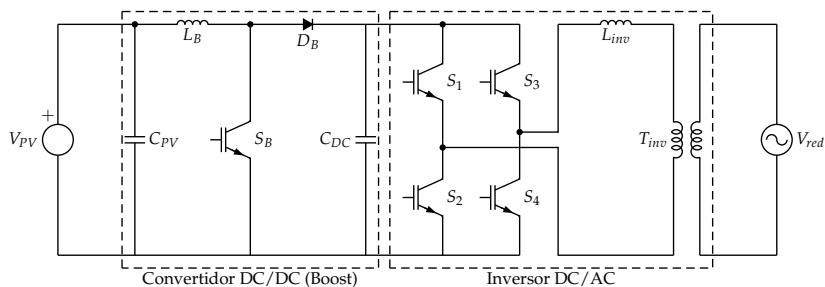 L_B
D_B
L_inv
+
V_PV
C_PV
S_B
C_DC
S_1
S_3
S_2
S_4
T_inv
V_red
Convertidor DC/DC (Boost)
Inversor DC/AC